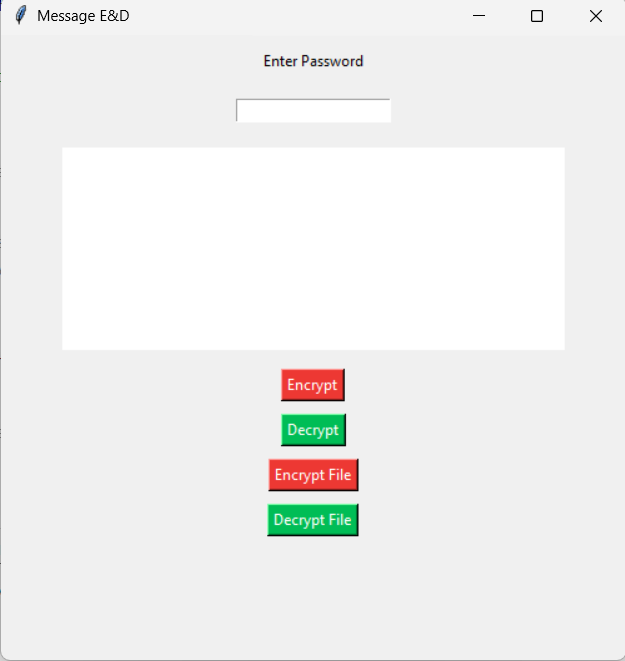 Message E&D
Enter Password
Encrypt
Decrypt
Encrypt File
Decrypt File